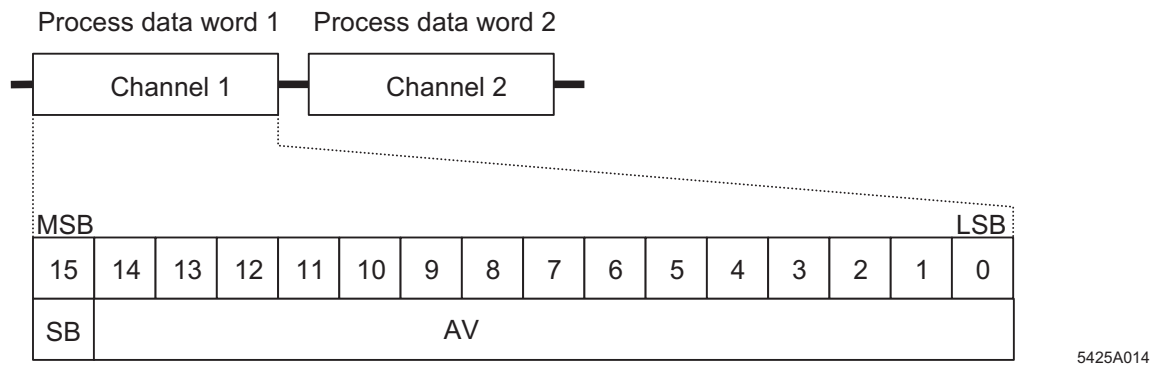 Process data word 1 Process data word 2
Channel 1 Channel 2
MSB LSB
15 14 13 12 11 10 9 8 7 6 5 4 3 2 1 0
SB AV
5425A014